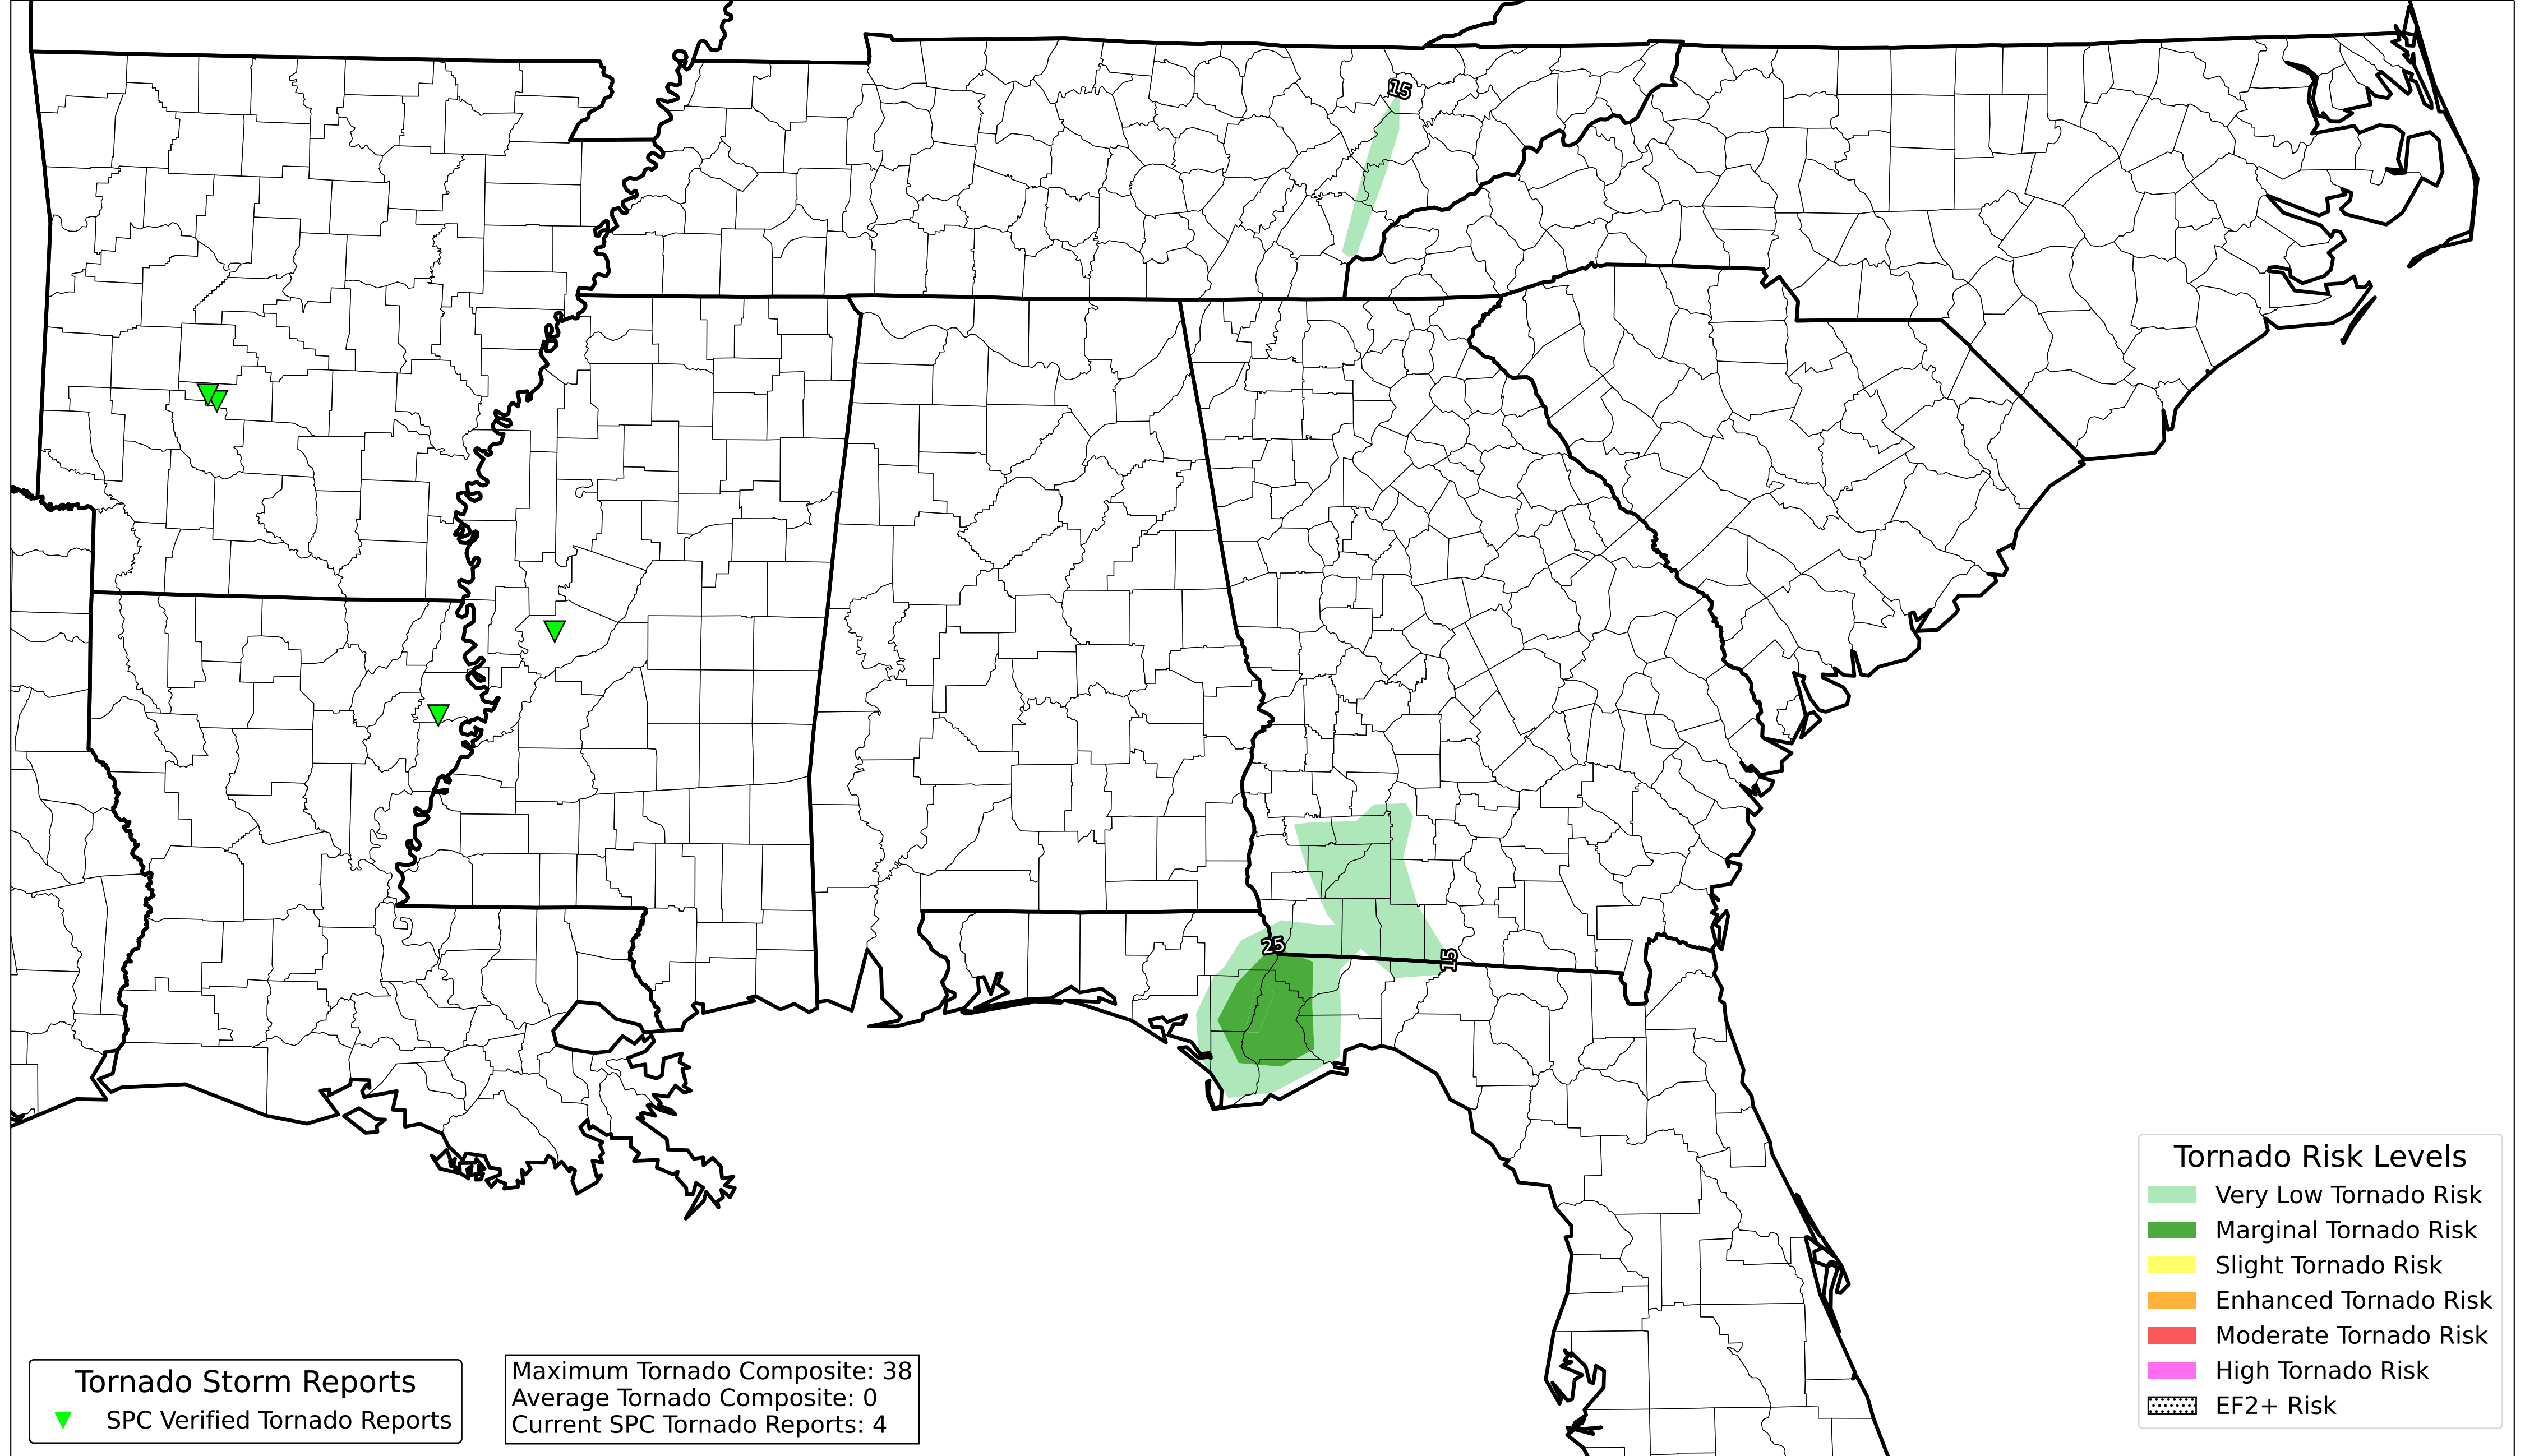 15
25
15
Tornado Storm Reports
SPC Verified Tornado Reports
Maximum Tornado Composite: 38
Average Tornado Composite: 0
Current SPC Tornado Reports: 4
Tornado Risk Levels
Very Low Tornado Risk
Marginal Tornado Risk
Slight Tornado Risk
Enhanced Tornado Risk
Moderate Tornado Risk
High Tornado Risk
EF2+ Risk